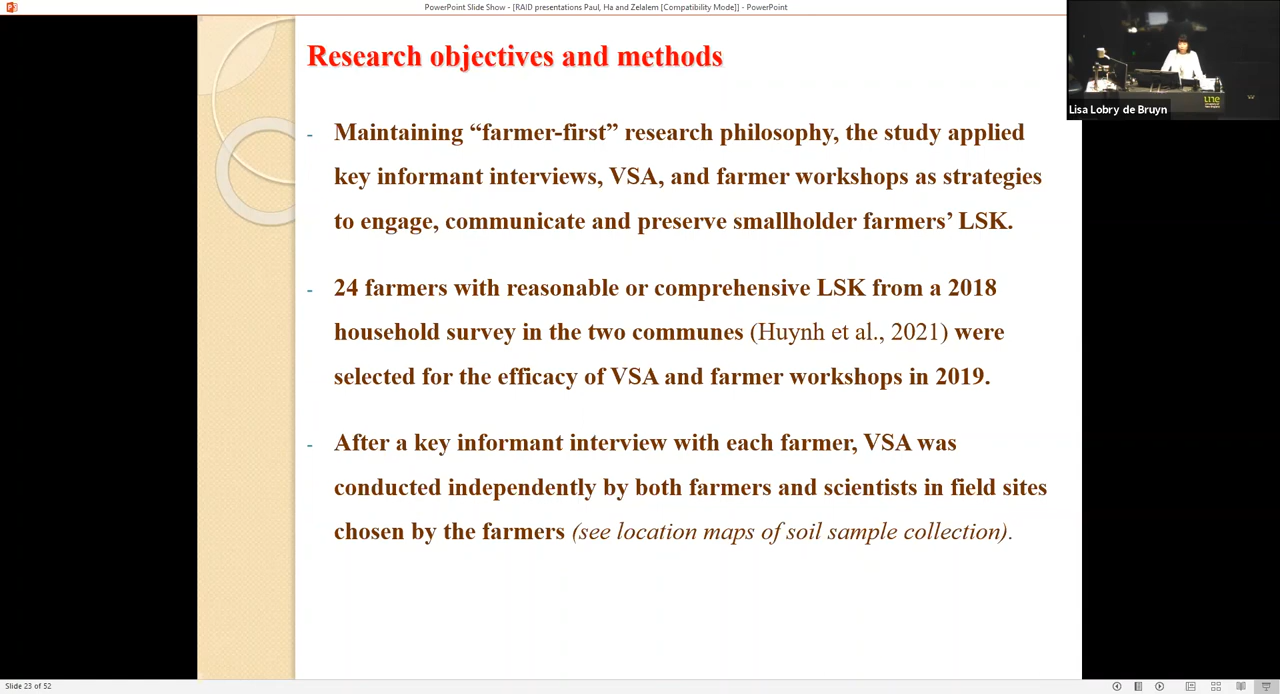 PowerPoint Slide Show - [RAID presentations Paul, Ha and Zelalem [Compatibility Mode]] - PowerPoint
Lisa Lobry de Bruyn
une
Research objectives and methods
- Maintaining “farmer-first” research philosophy, the study applied
key informant interviews, VSA, and farmer workshops as strategies
to engage, communicate and preserve smallholder farmers’ LSK.
- 24 farmers with reasonable or comprehensive LSK from a 2018
household survey in the two communes (Huynh et al., 2021) were
selected for the efficacy of VSA and farmer workshops in 2019.
- After a key informant interview with each farmer, VSA was
conducted independently by both farmers and scientists in field sites
chosen by the farmers (see location maps of soil sample collection).
Slide 23 of 52